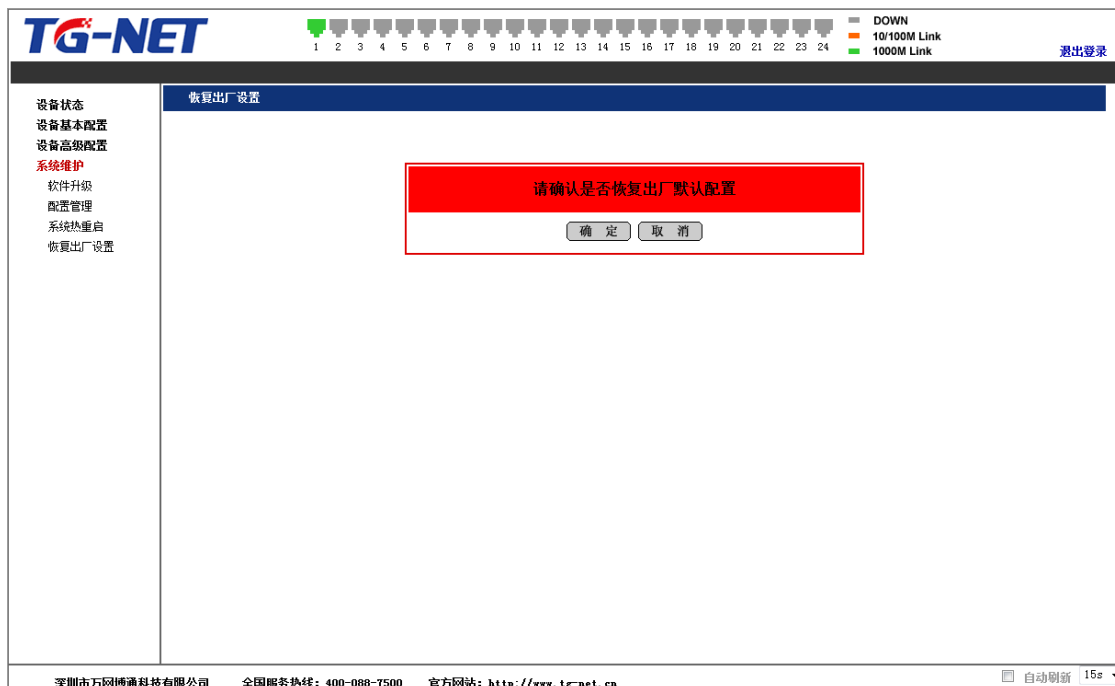 TG-NET
DOWN
10/100M Link
1000M Link
1 2 3 4 5 6 7 8 9 10 11 12 13 14 15 16 17 18 19 20 21 22 23 24
退出登录
设备状态
设备基本配置
设备高级配置
系统维护
软件升级
配置管理
系统热重启
恢复出厂设置
恢复出厂设置
请确认是否恢复出厂默认配置
确 定 取 消
深圳市万网博通科技有限公司 全国服务热线：400-088-7500 官方网站：http://www.tg-net.cn
自动刷新 15s